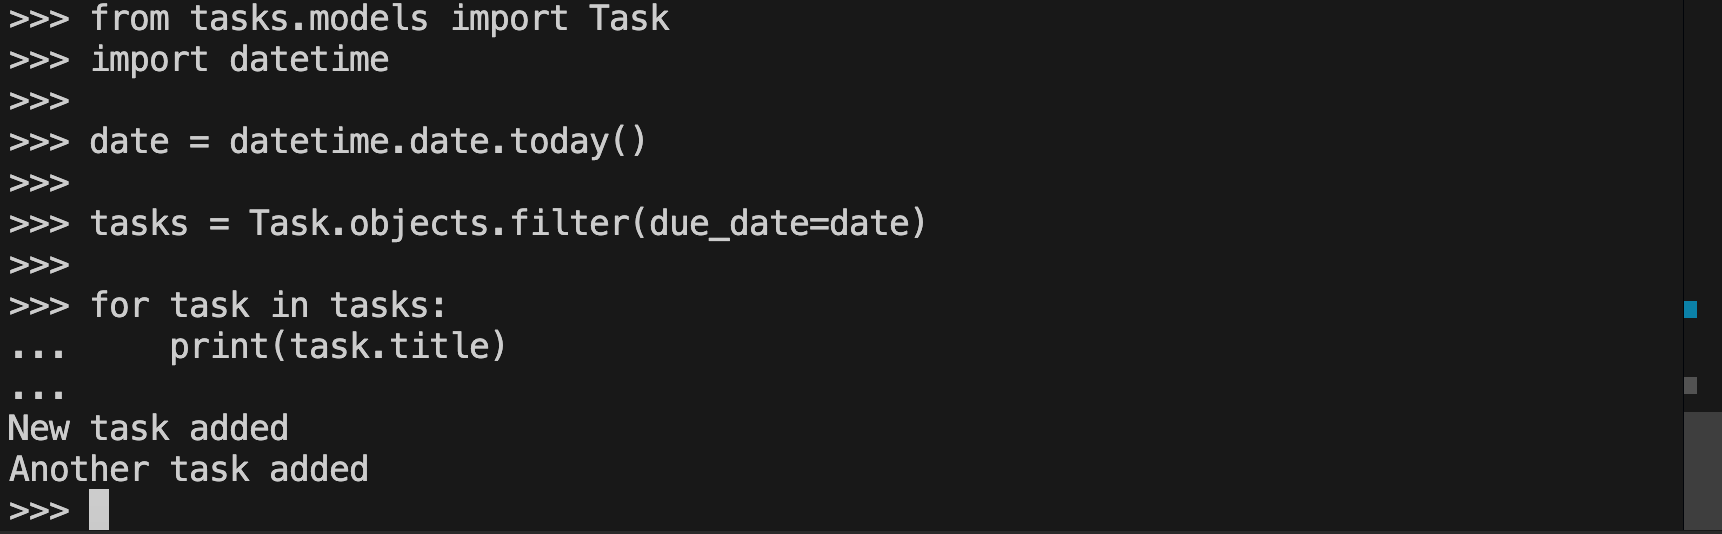 >>> from tasks.models import Task
>>> import datetime
>>>
>>> date = datetime.date.today()
>>>
>>> tasks = Task.objects.filter(due_date=date)
>>>
>>> for task in tasks:
...     print(task.title)
...
New task added
Another task added
>>>